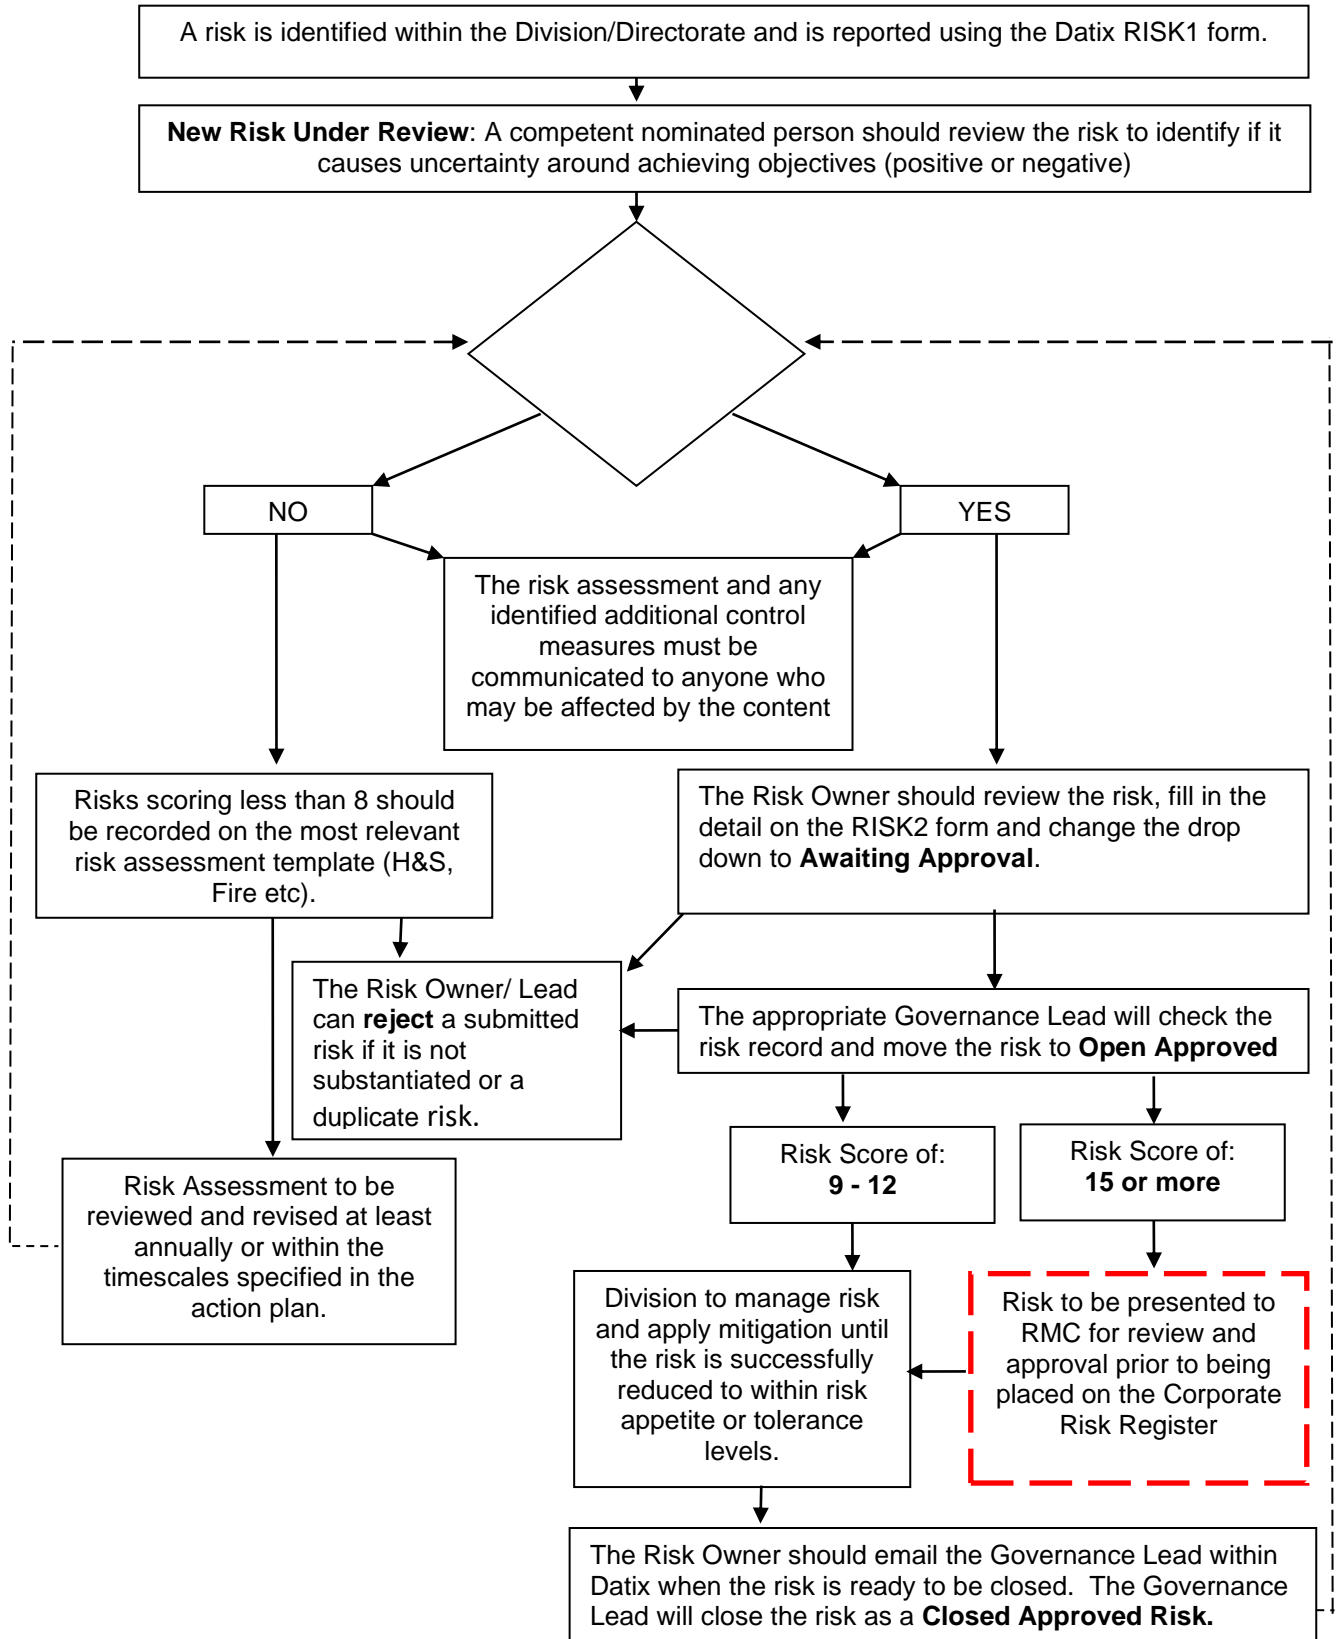 A risk is identified within the Division/Directorate and is reported using the Datix RISK1 form.
New Risk Under Review: A competent nominated person should review the risk to identify if it
causes uncertainty around achieving objectives (positive or negative)
NO
YES
The risk assessment and any
identified additional control
measures must be
communicated to anyone who
may be affected by the content
Risks scoring less than 8 should
be recorded on the most relevant
risk assessment template (H&S,
Fire etc).
The Risk Owner should review the risk, fill in the
detail on the RISK2 form and change the drop
down to Awaiting Approval.
The Risk Owner/ Lead
can reject a submitted
risk if it is not
substantiated or a
duplicate risk.
The appropriate Governance Lead will check the
risk record and move the risk to Open Approved
Risk Score of:
9 - 12
Risk Score of:
15 or more
Risk Assessment to be
reviewed and revised at least
annually or within the
timescales specified in the
action plan.
Division to manage risk
and apply mitigation until
the risk is successfully
reduced to within risk
appetite or tolerance
levels.
Risk to be presented to
RMC for review and
approval prior to being
placed on the Corporate
Risk Register
The Risk Owner should email the Governance Lead within
Datix when the risk is ready to be closed.  The Governance
Lead will close the risk as a Closed Approved Risk.